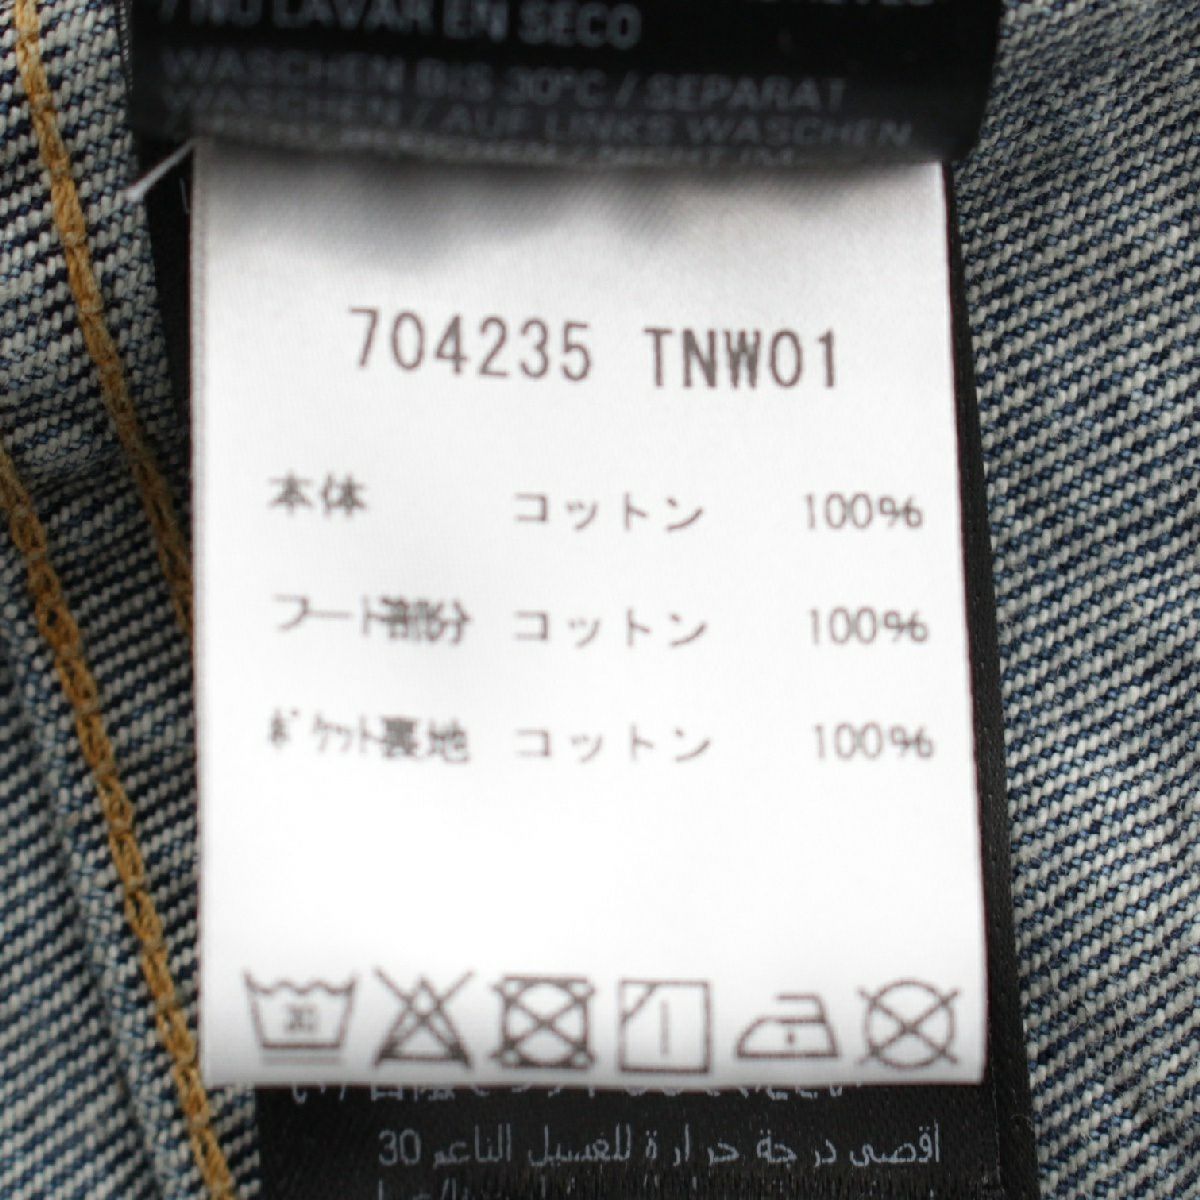 / NO LAVAR EN SECO
WASCHEN BIS 30°C / SEPARAT
WASCHEN / AUF LINKS WASCHEN
704235 TNW01
本体 コットン 100%
フード部分 コットン 100%
ポケット裏地 コットン 100%
30
أقصى درجة حرارة للغسيل الناعم 30